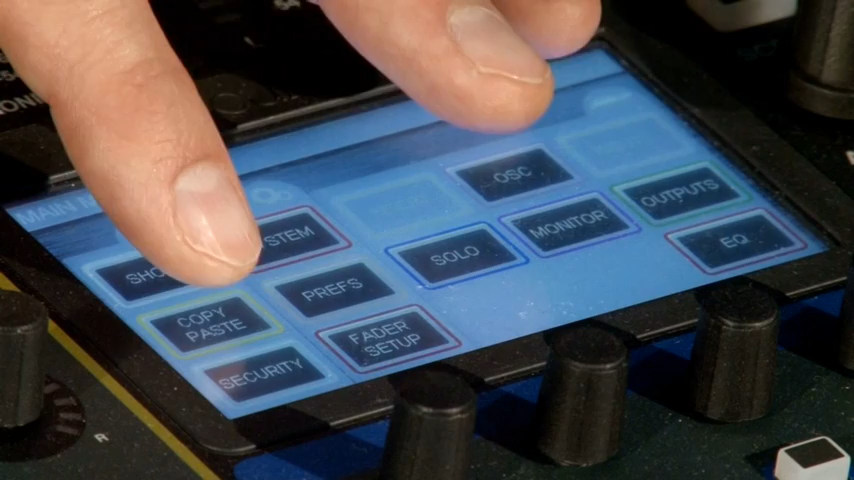 MAIN M
OSC
OUTPUTS
SHO
STEM
SOLO
MONITOR
EQ
COPY
PASTE
PREFS
SECURITY
FADER
SETUP
R